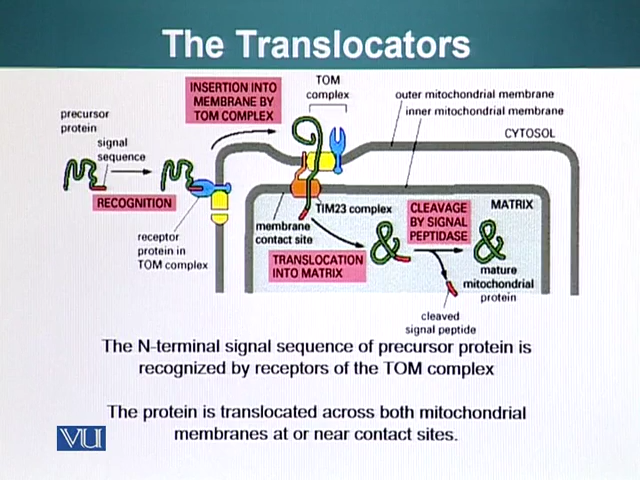 The Translocators
INSERTION INTO
MEMBRANE BY
TOM COMPLEX
TOM
complex
outer mitochondrial membrane
inner mitochondrial membrane
precursor
protein
signal
sequence
CYTOSOL
RECOGNITION
receptor
protein in
TOM complex
membrane
contact site
TIM23 complex
TRANSLOCATION
INTO MATRIX
CLEAVAGE
BY SIGNAL
PEPTIDASE
MATRIX
mature
mitochondrial
protein
cleaved
signal peptide
The N-terminal signal sequence of precursor protein is
recognized by receptors of the TOM complex
The protein is translocated across both mitochondrial
membranes at or near contact sites.
VU